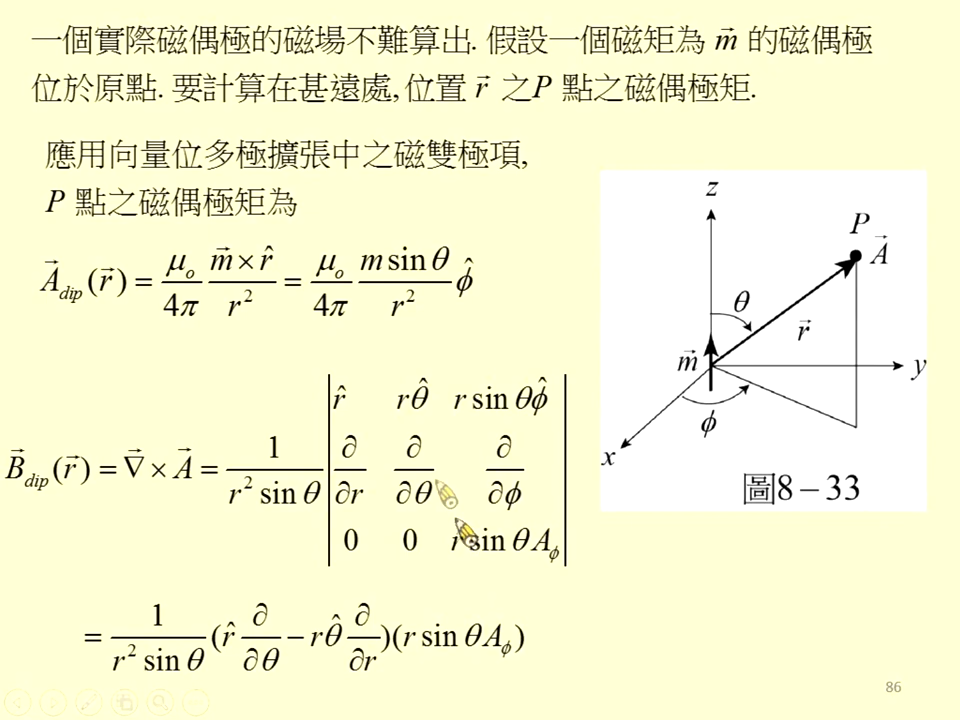 一個實際磁偶極的磁場不難算出. 假設一個磁矩為 m⃗ 的磁偶極
位於原點. 要計算在甚遠處, 位置 r⃗ 之P 點之磁偶極矩.
應用向量位多極擴張中之磁雙極項,
P 點之磁偶極矩為
A⃗_dip (r⃗) = μ_o/4π (m⃗ × r̂)/r² = μ_o/4π (m sin θ)/r² φ̂
B⃗_dip (r⃗) = ∇⃗ × A⃗ = 1/(r² sin θ) | r̂ rθ̂ r sin θφ̂ |
| ∂/∂r ∂/∂θ ∂/∂φ |
| 0 0 r sin θ A_φ |
= 1/(r² sin θ) (r̂ ∂/∂θ − rθ̂ ∂/∂r)(r sin θ A_φ)
z
P
A⃗
θ
r⃗
m⃗
y
φ
x
圖8－33
86